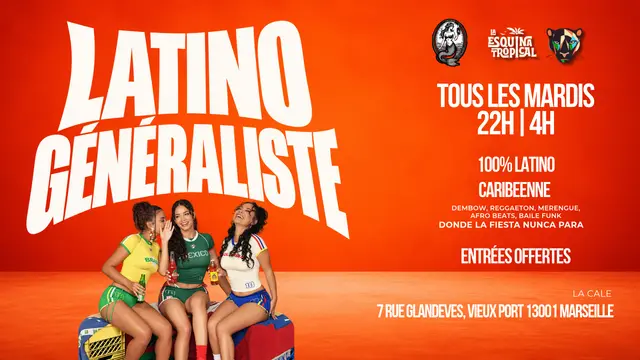 LATINO
GÉNÉRALISTE
LA
ESQUINA
TROPICAL
TOUS LES MARDIS
22H | 4H
100% LATINO
CARIBEENNE
DEMBOW, REGGAETON, MERENGUE,
AFRO BEATS, BAILE FUNK
DONDE LA FIESTA NUNCA PARA
ENTRÉES OFFERTES
LA CALE
7 RUE GLANDEVES, VIEUX PORT 13001 MARSEILLE
MEXICO